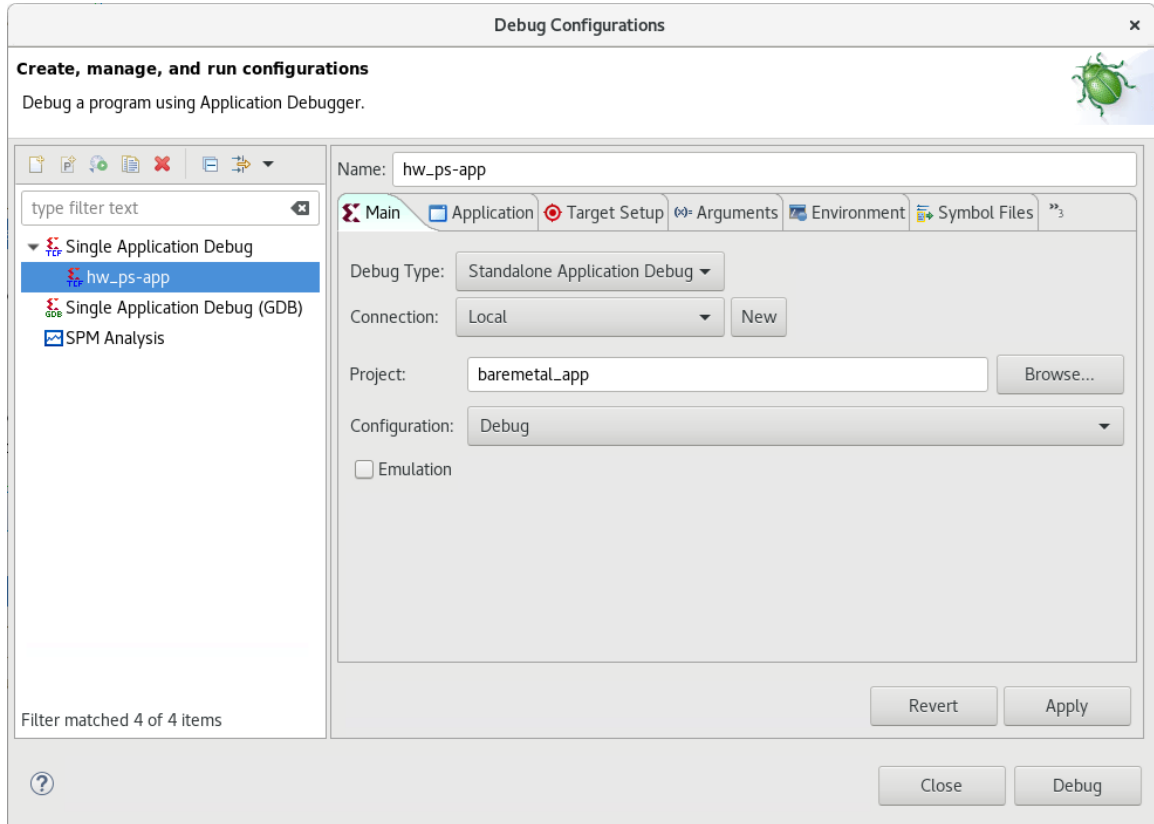 Debug Configurations
Create, manage, and run configurations
Debug a program using Application Debugger.
type filter text
Single Application Debug
TCF
hw_ps-app
TCF
Single Application Debug (GDB)
GDB
SPM Analysis
Filter matched 4 of 4 items
Name: hw_ps-app
Main Application Target Setup (x)= Arguments Environment Symbol Files »3
Debug Type: Standalone Application Debug
Connection: Local New
Project: baremetal_app Browse...
Configuration: Debug
Emulation
Revert Apply
? Close Debug